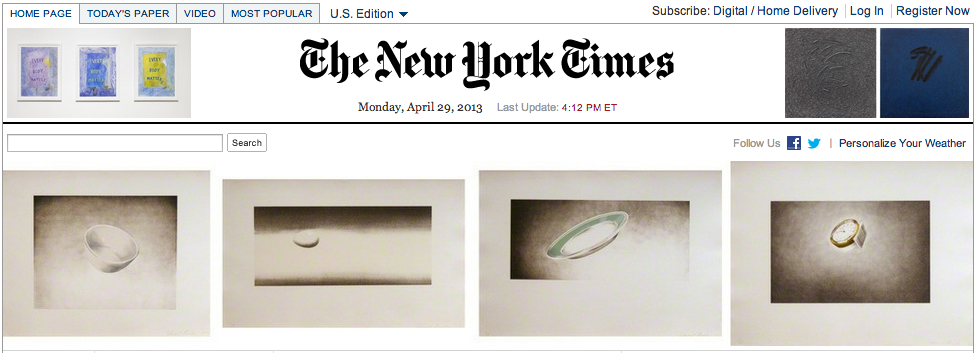 HOME PAGE TODAY'S PAPER VIDEO MOST POPULAR U.S. Edition Subscribe: Digital / Home Delivery Log In Register Now
The New York Times
Monday, April 29, 2013 Last Update: 4:12 PM ET
Search Follow Us Personalize Your Weather